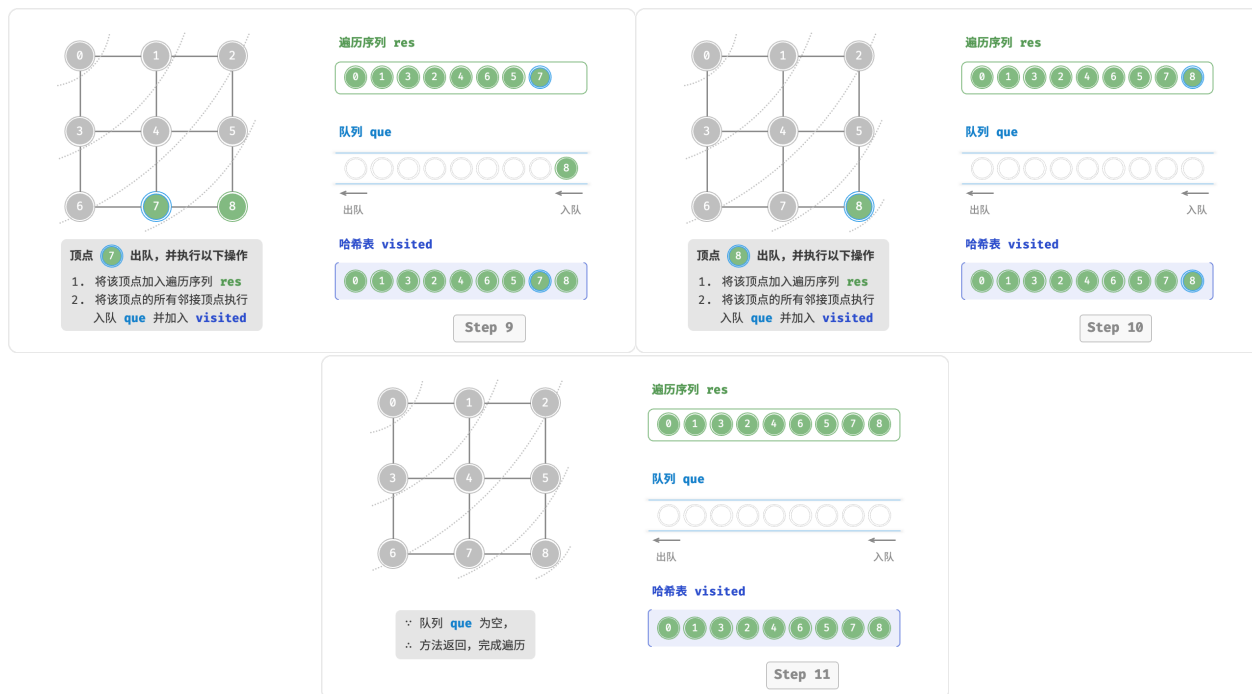 0 1 2
3 4 5
6 7 8
顶点 7 出队，并执行以下操作
1. 将该顶点加入遍历序列 res
2. 将该顶点的所有邻接顶点执行
入队 que 并加入 visited
遍历序列 res
0 1 3 2 4 6 5 7
队列 que
8
出队 入队
哈希表 visited
0 1 3 2 4 6 5 7 8
Step 9
0 1 2
3 4 5
6 7 8
顶点 8 出队，并执行以下操作
1. 将该顶点加入遍历序列 res
2. 将该顶点的所有邻接顶点执行
入队 que 并加入 visited
遍历序列 res
0 1 3 2 4 6 5 7 8
队列 que
出队 入队
哈希表 visited
0 1 3 2 4 6 5 7 8
Step 10
0 1 2
3 4 5
6 7 8
∵ 队列 que 为空，
∴ 方法返回，完成遍历
遍历序列 res
0 1 3 2 4 6 5 7 8
队列 que
出队 入队
哈希表 visited
0 1 3 2 4 6 5 7 8
Step 11